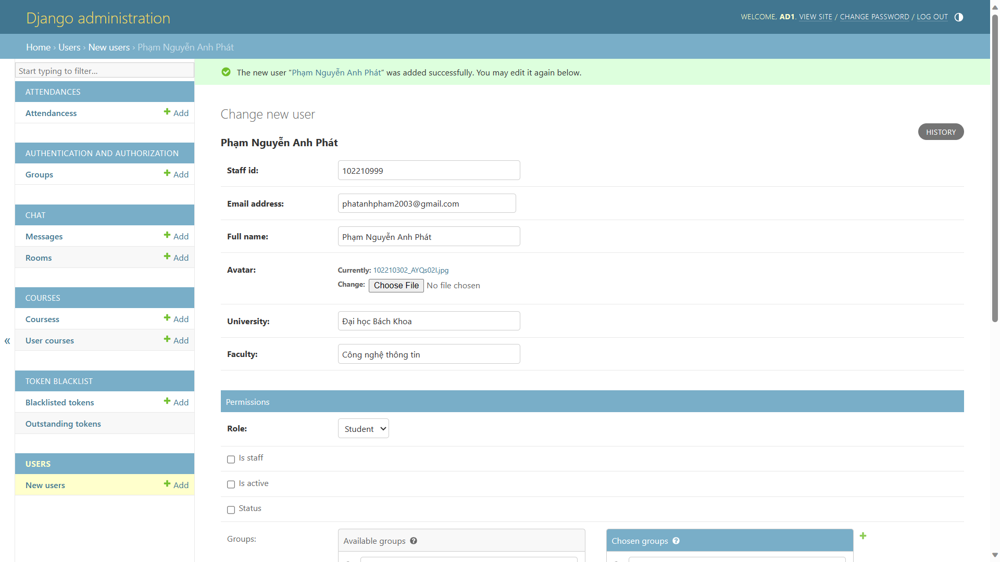 Django administration
WELCOME, AD1. VIEW SITE / CHANGE PASSWORD / LOG OUT
Home › Users › New users › Phạm Nguyễn Anh Phát
Start typing to filter...
ATTENDANCES
Attendancess Add
AUTHENTICATION AND AUTHORIZATION
Groups Add
CHAT
Messages Add
Rooms Add
COURSES
Coursess Add
User courses Add
«
TOKEN BLACKLIST
Blacklisted tokens Add
Outstanding tokens
USERS
New users Add
The new user “Phạm Nguyễn Anh Phát” was added successfully. You may edit it again below.
Change new user
HISTORY
Phạm Nguyễn Anh Phát
Staff id: 102210999
Email address: phatanhpham2003@gmail.com
Full name: Phạm Nguyễn Anh Phát
Avatar: Currently: 102210302_AYQs02I.jpg
Change: Choose File No file chosen
University: Đại học Bách Khoa
Faculty: Công nghệ thông tin
Permissions
Role: Student
Is staff
Is active
Status
Groups:
Available groups ?
Chosen groups ?